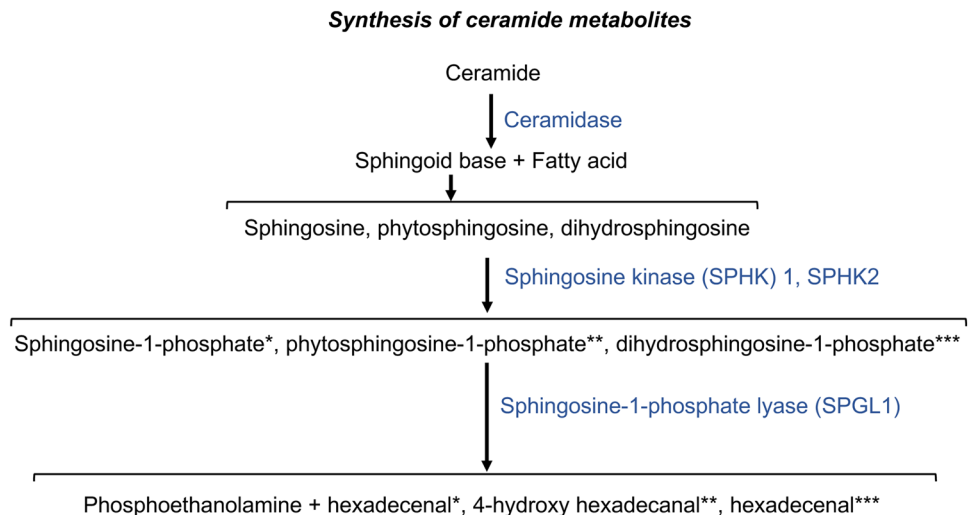 Synthesis of ceramide metabolites
Ceramide
Ceramidase
Sphingoid base + Fatty acid
Sphingosine, phytosphingosine, dihydrosphingosine
Sphingosine kinase (SPHK) 1, SPHK2
Sphingosine-1-phosphate*, phytosphingosine-1-phosphate**, dihydrosphingosine-1-phosphate***
Sphingosine-1-phosphate lyase (SPGL1)
Phosphoethanolamine + hexadecenal*, 4-hydroxy hexadecanal**, hexadecenal***